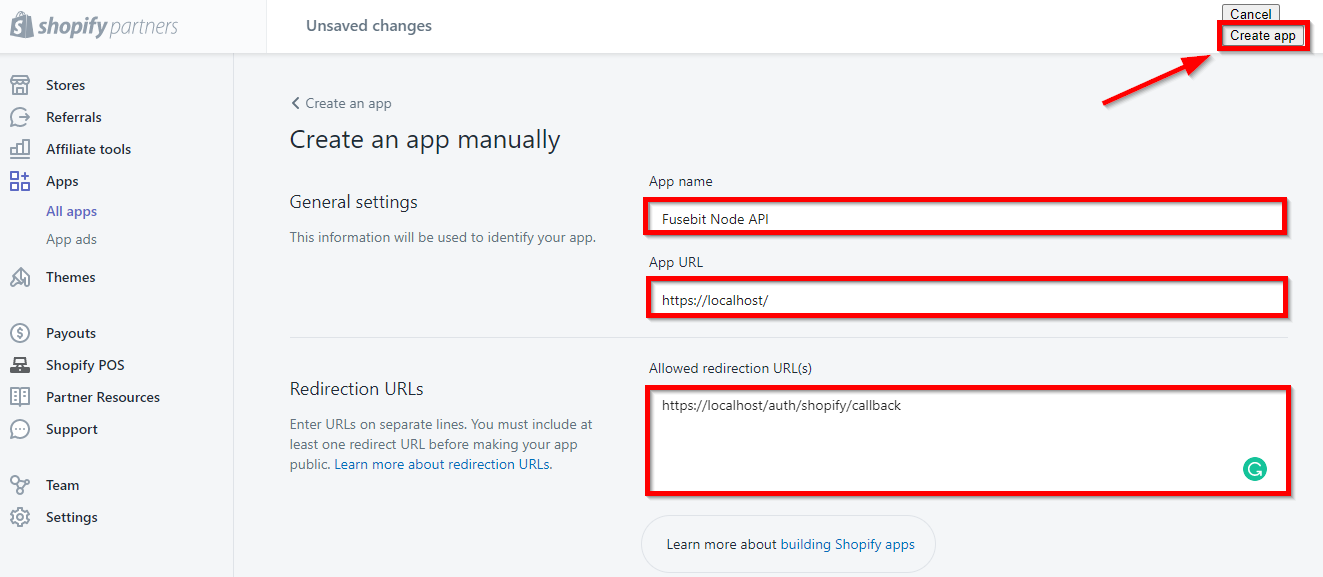 shopify partners
Unsaved changes
Cancel
Create app
Stores
Referrals
Affiliate tools
Apps
All apps
App ads
Themes
Payouts
Shopify POS
Partner Resources
Support
Team
Settings
Create an app
Create an app manually
General settings
This information will be used to identify your app.
App name
Fusebit Node API
App URL
https://localhost/
Redirection URLs
Enter URLs on separate lines. You must include at
least one redirect URL before making your app
public. Learn more about redirection URLs.
Allowed redirection URL(s)
https://localhost/auth/shopify/callback
Learn more about building Shopify apps